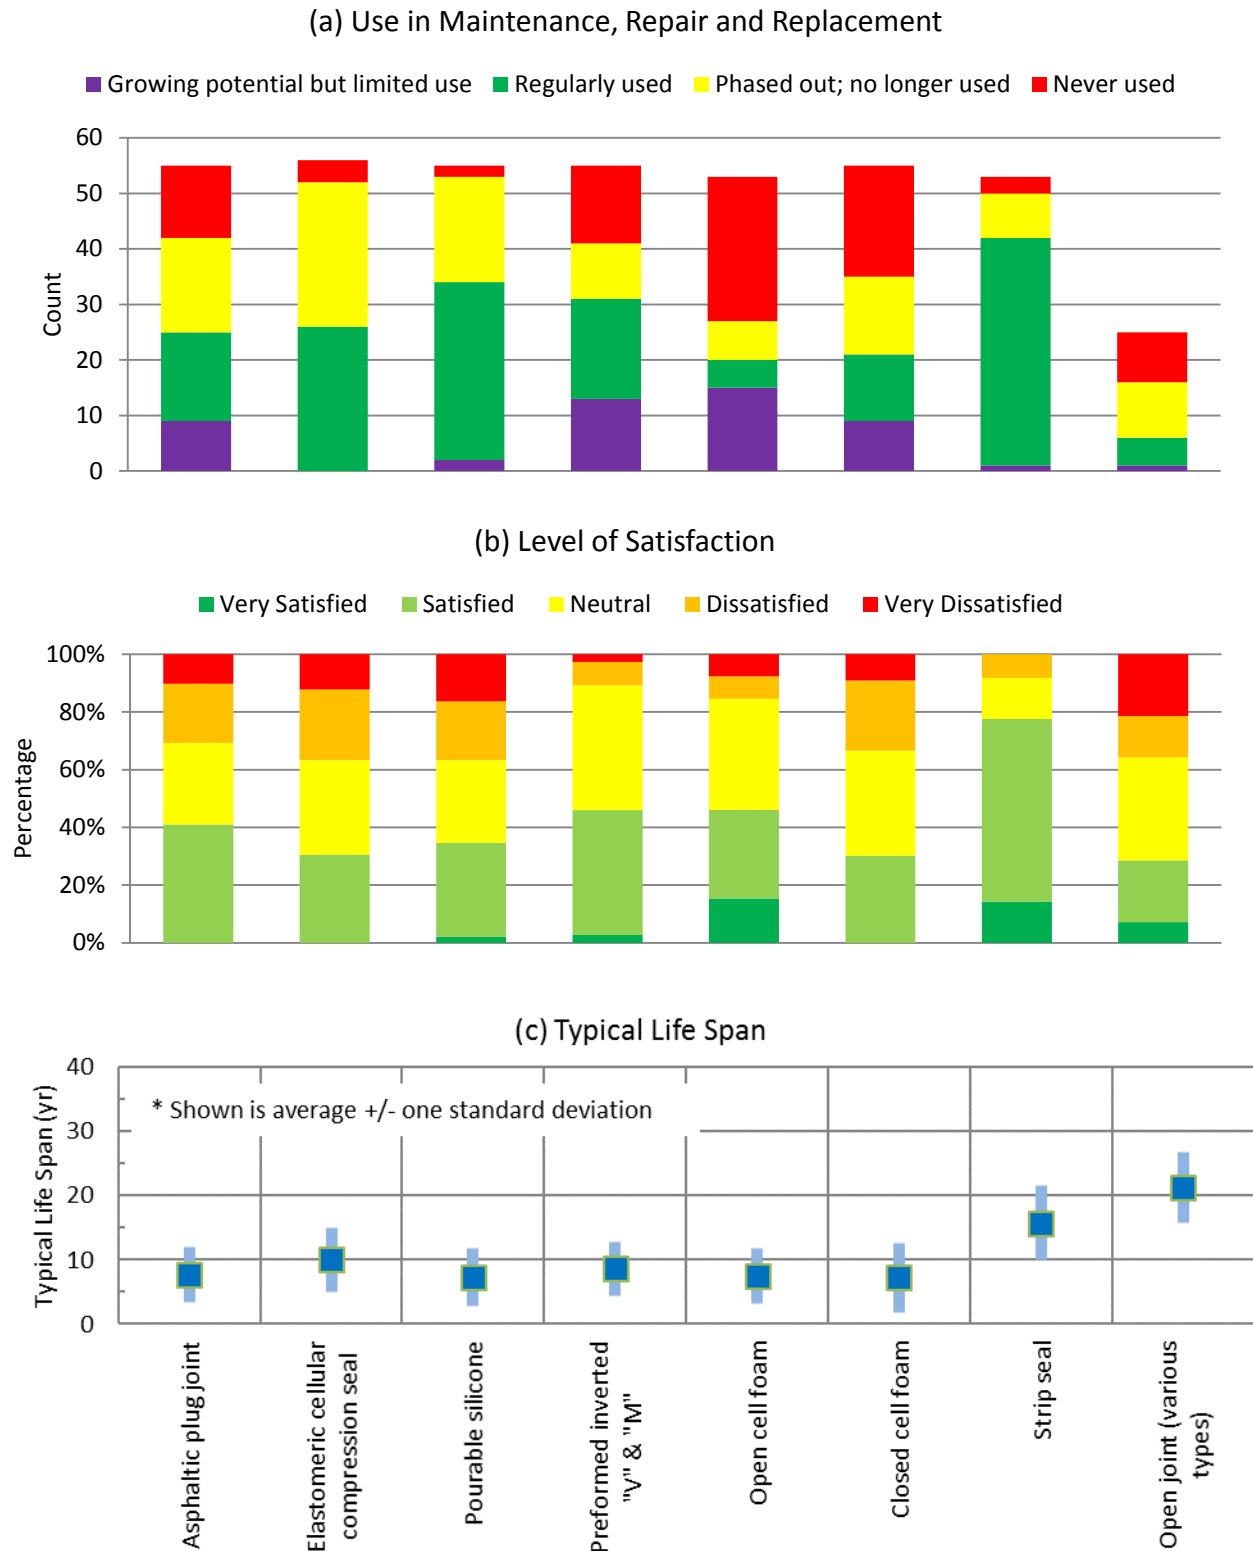 (a) Use in Maintenance, Repair and Replacement
Growing potential but limited use Regularly used Phased out; no longer used Never used
60
50
40
30
20
10
0
Count
(b) Level of Satisfaction
Very Satisfied Satisfied Neutral Dissatisfied Very Dissatisfied
100%
80%
60%
40%
20%
0%
Percentage
(c) Typical Life Span
40
30
20
10
0
Typical Life Span (yr)
* Shown is average +/- one standard deviation
Asphaltic plug joint
Elastomeric cellular
compression seal
Pourable silicone
Preformed inverted
"V" & "M"
Open cell foam
Closed cell foam
Strip seal
Open joint (various
types)